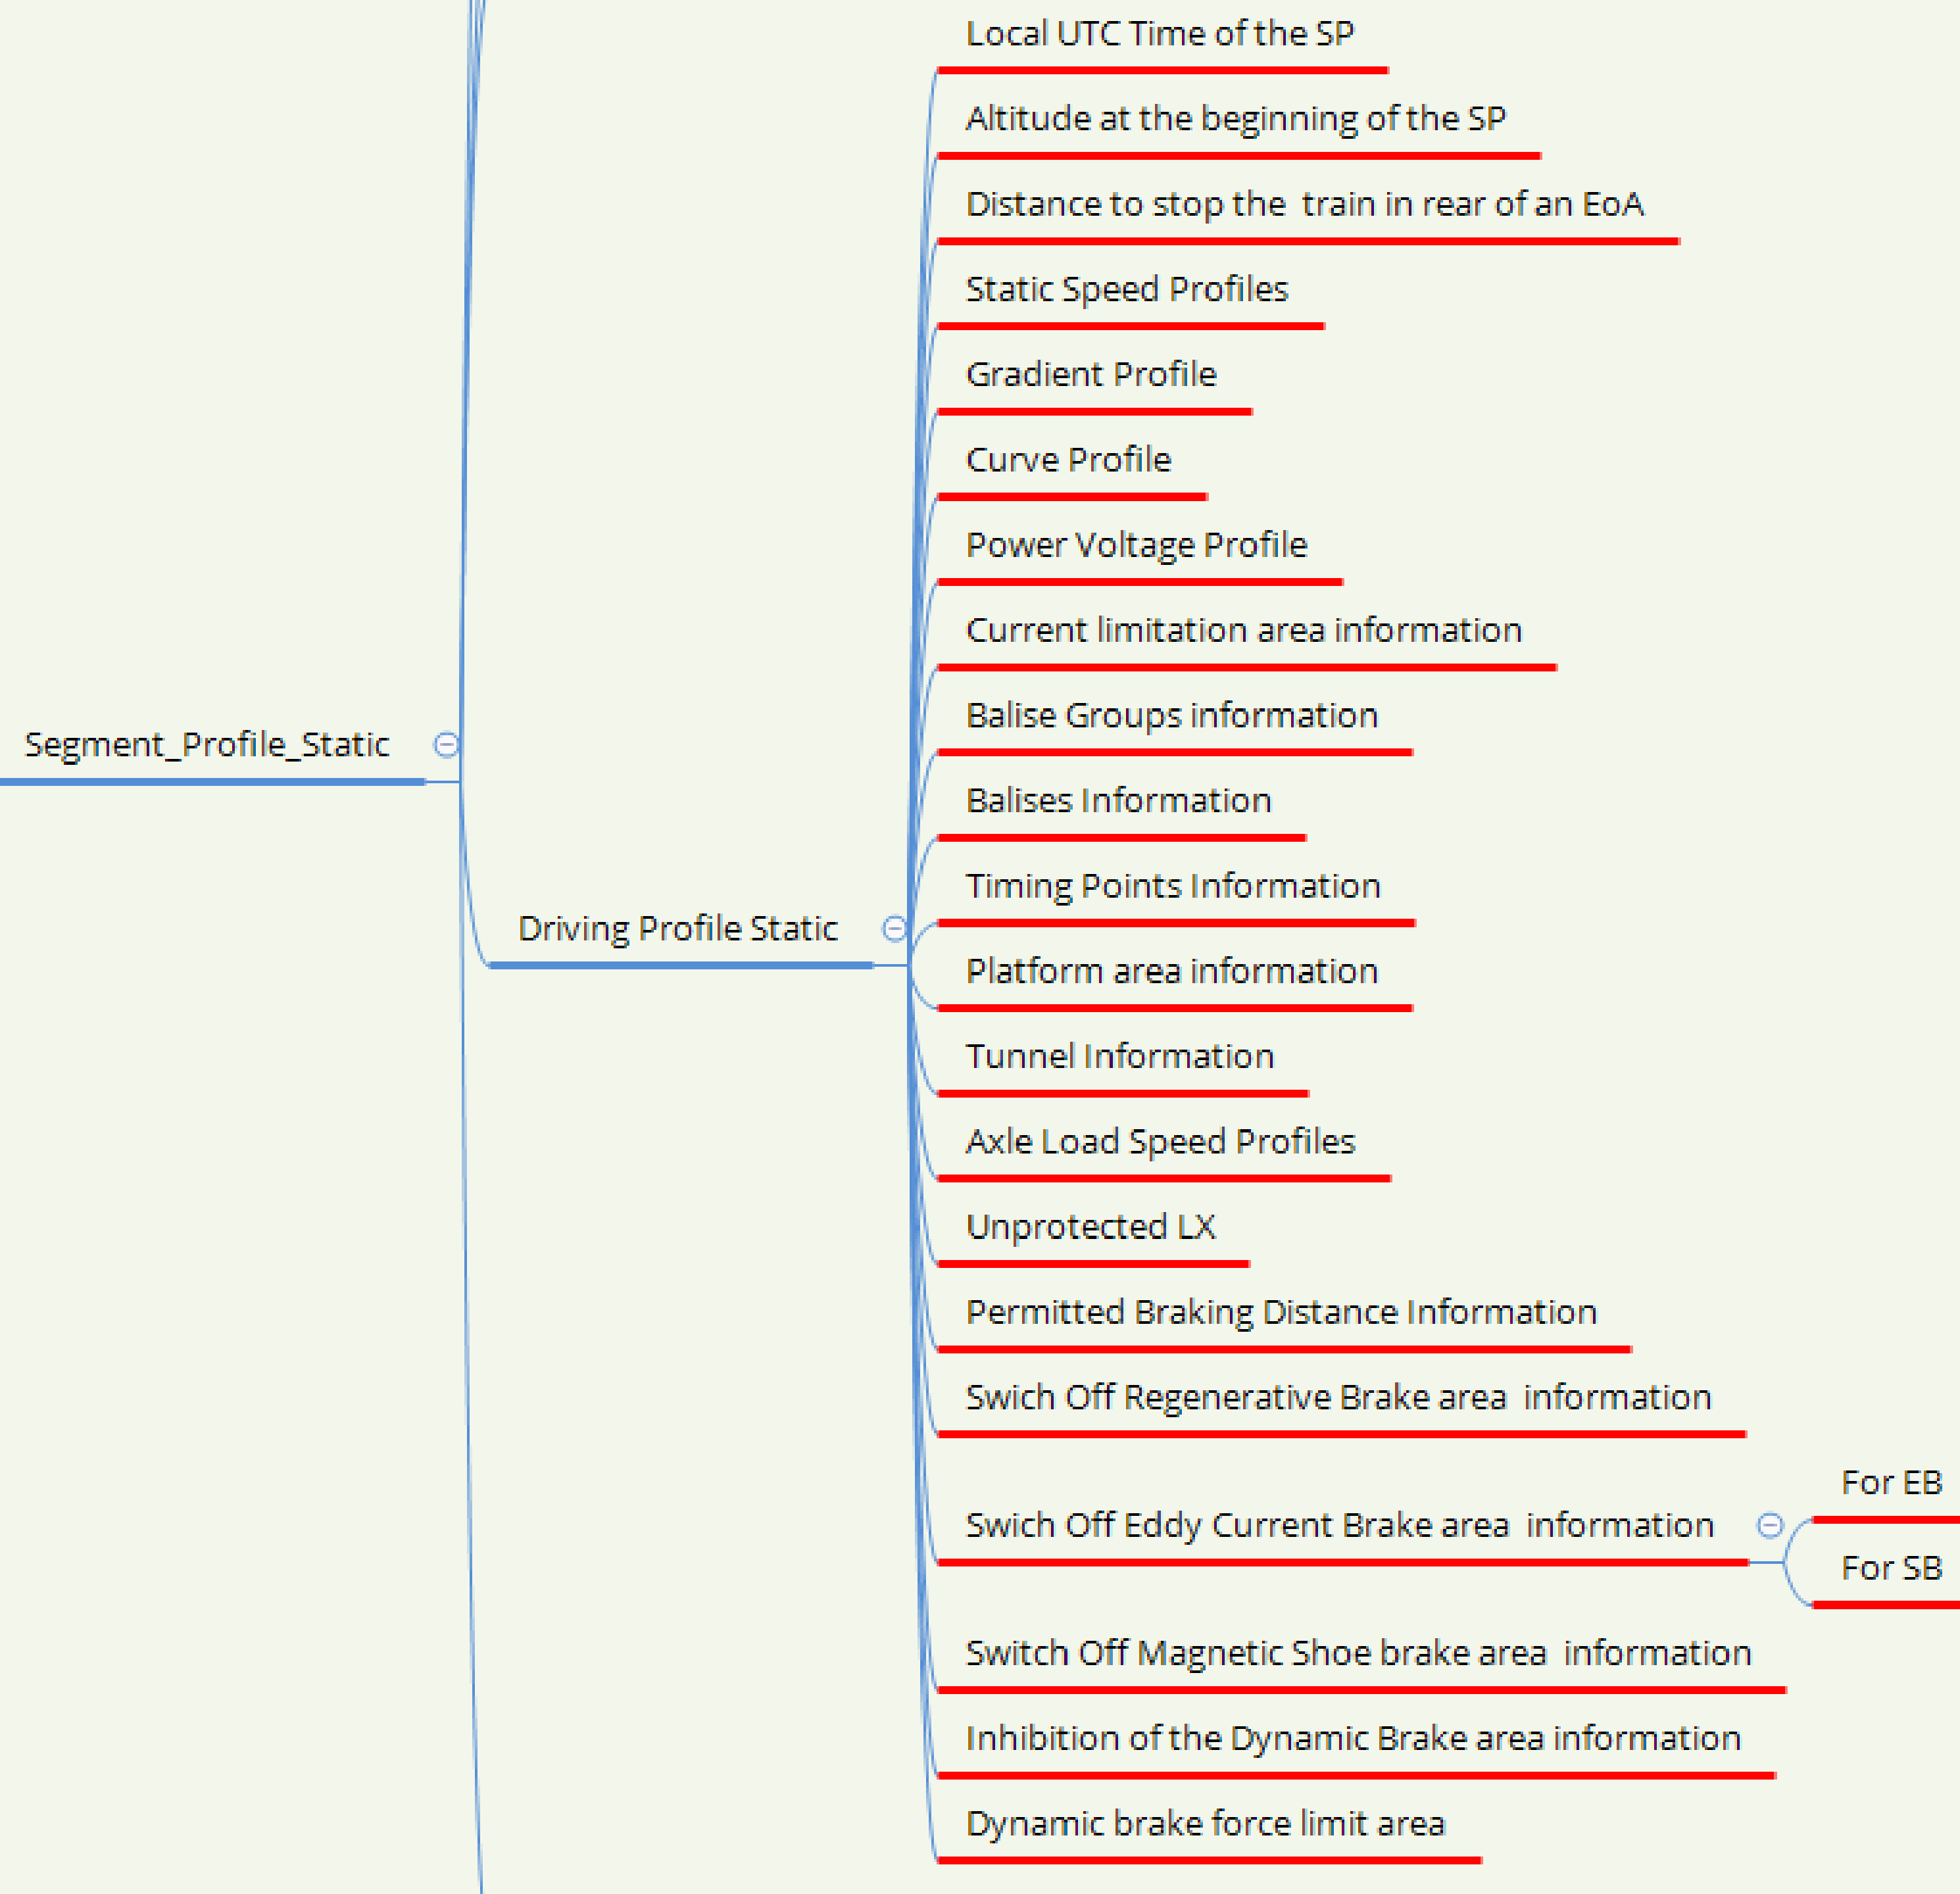 Local UTC Time of the SP
Altitude at the beginning of the SP
Distance to stop the  train in rear of an EoA
Static Speed Profiles
Gradient Profile
Curve Profile
Power Voltage Profile
Current limitation area information
Balise Groups information
Segment_Profile_Static
Balises Information
Timing Points Information
Driving Profile Static
Platform area information
Tunnel Information
Axle Load Speed Profiles
Unprotected LX
Permitted Braking Distance Information
Swich Off Regenerative Brake area  information
Swich Off Eddy Current Brake area  information
For EB
For SB
Switch Off Magnetic Shoe brake area  information
Inhibition of the Dynamic Brake area information
Dynamic brake force limit area